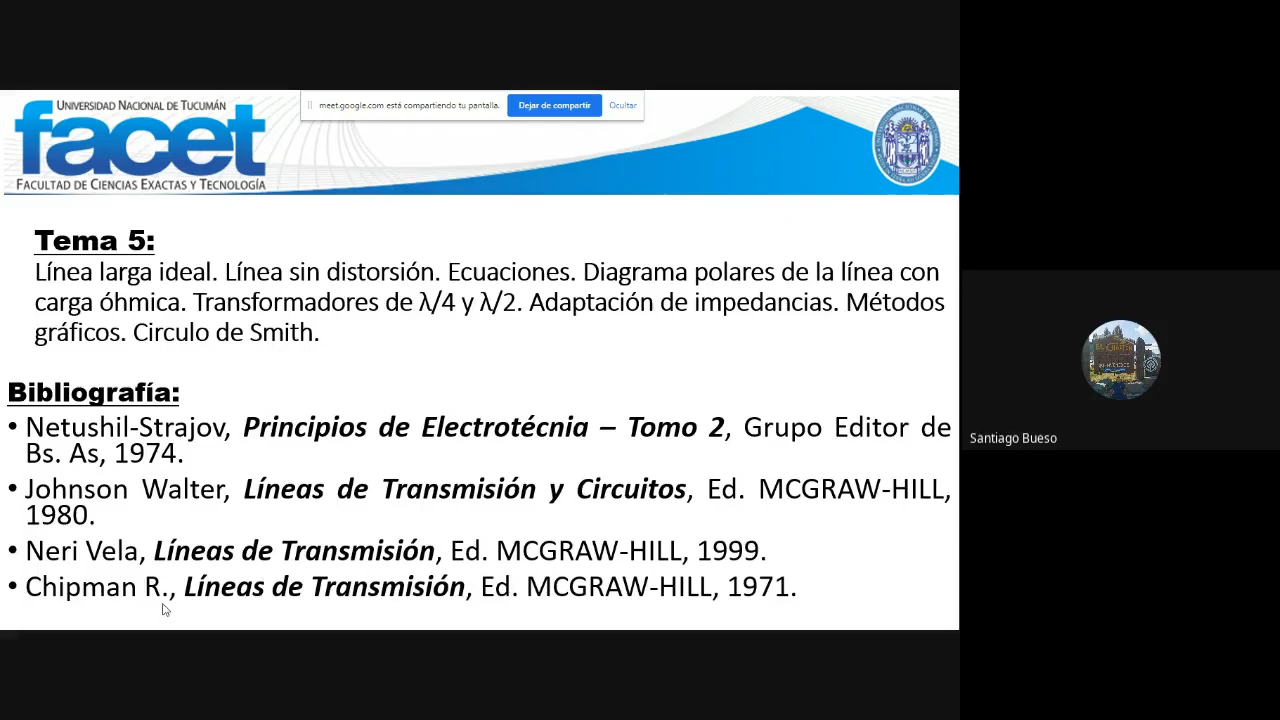 UNIVERSIDAD NACIONAL DE TUCUMÁN
facet
FACULTAD DE CIENCIAS EXACTAS Y TECNOLOGÍA
meet.google.com está compartiendo tu pantalla.
Dejar de compartir
Ocultar
Tema 5:
Línea larga ideal. Línea sin distorsión. Ecuaciones. Diagrama polares de la línea con
carga óhmica. Transformadores de λ/4 y λ/2. Adaptación de impedancias. Métodos
gráficos. Circulo de Smith.
Bibliografía:
• Netushil-Strajov, Principios de Electrotécnia – Tomo 2, Grupo Editor de
Bs. As, 1974.
• Johnson Walter, Líneas de Transmisión y Circuitos, Ed. MCGRAW-HILL,
1980.
• Neri Vela, Líneas de Transmisión, Ed. MCGRAW-HILL, 1999.
• Chipman R., Líneas de Transmisión, Ed. MCGRAW-HILL, 1971.
Santiago Bueso